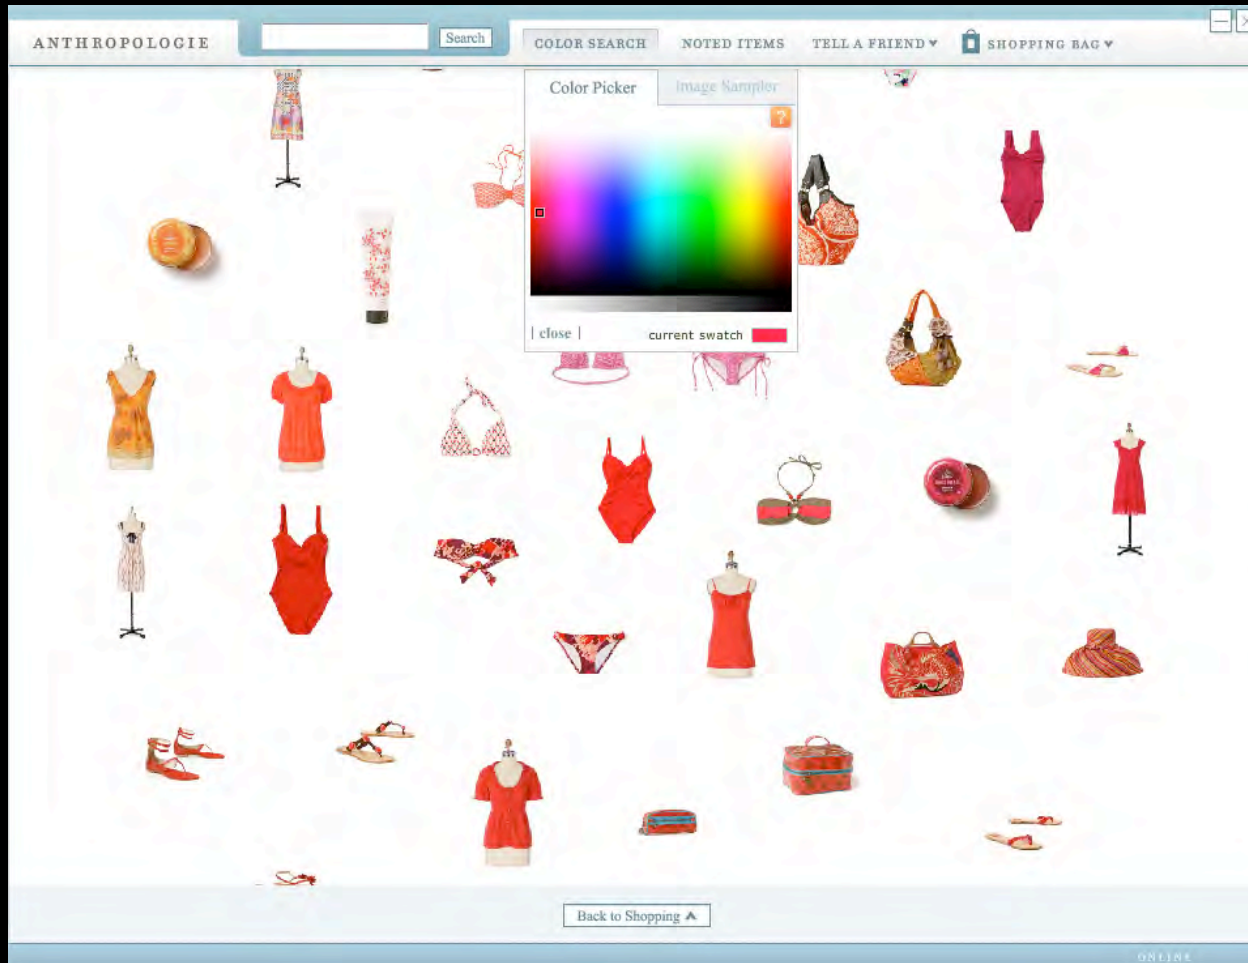 ANTHROPOLOGIE
Search
COLOR SEARCH
NOTED ITEMS
TELL A FRIEND
SHOPPING BAG
Color Picker
Image Sampler
?
| close |
current swatch
Back to Shopping
ONLINE